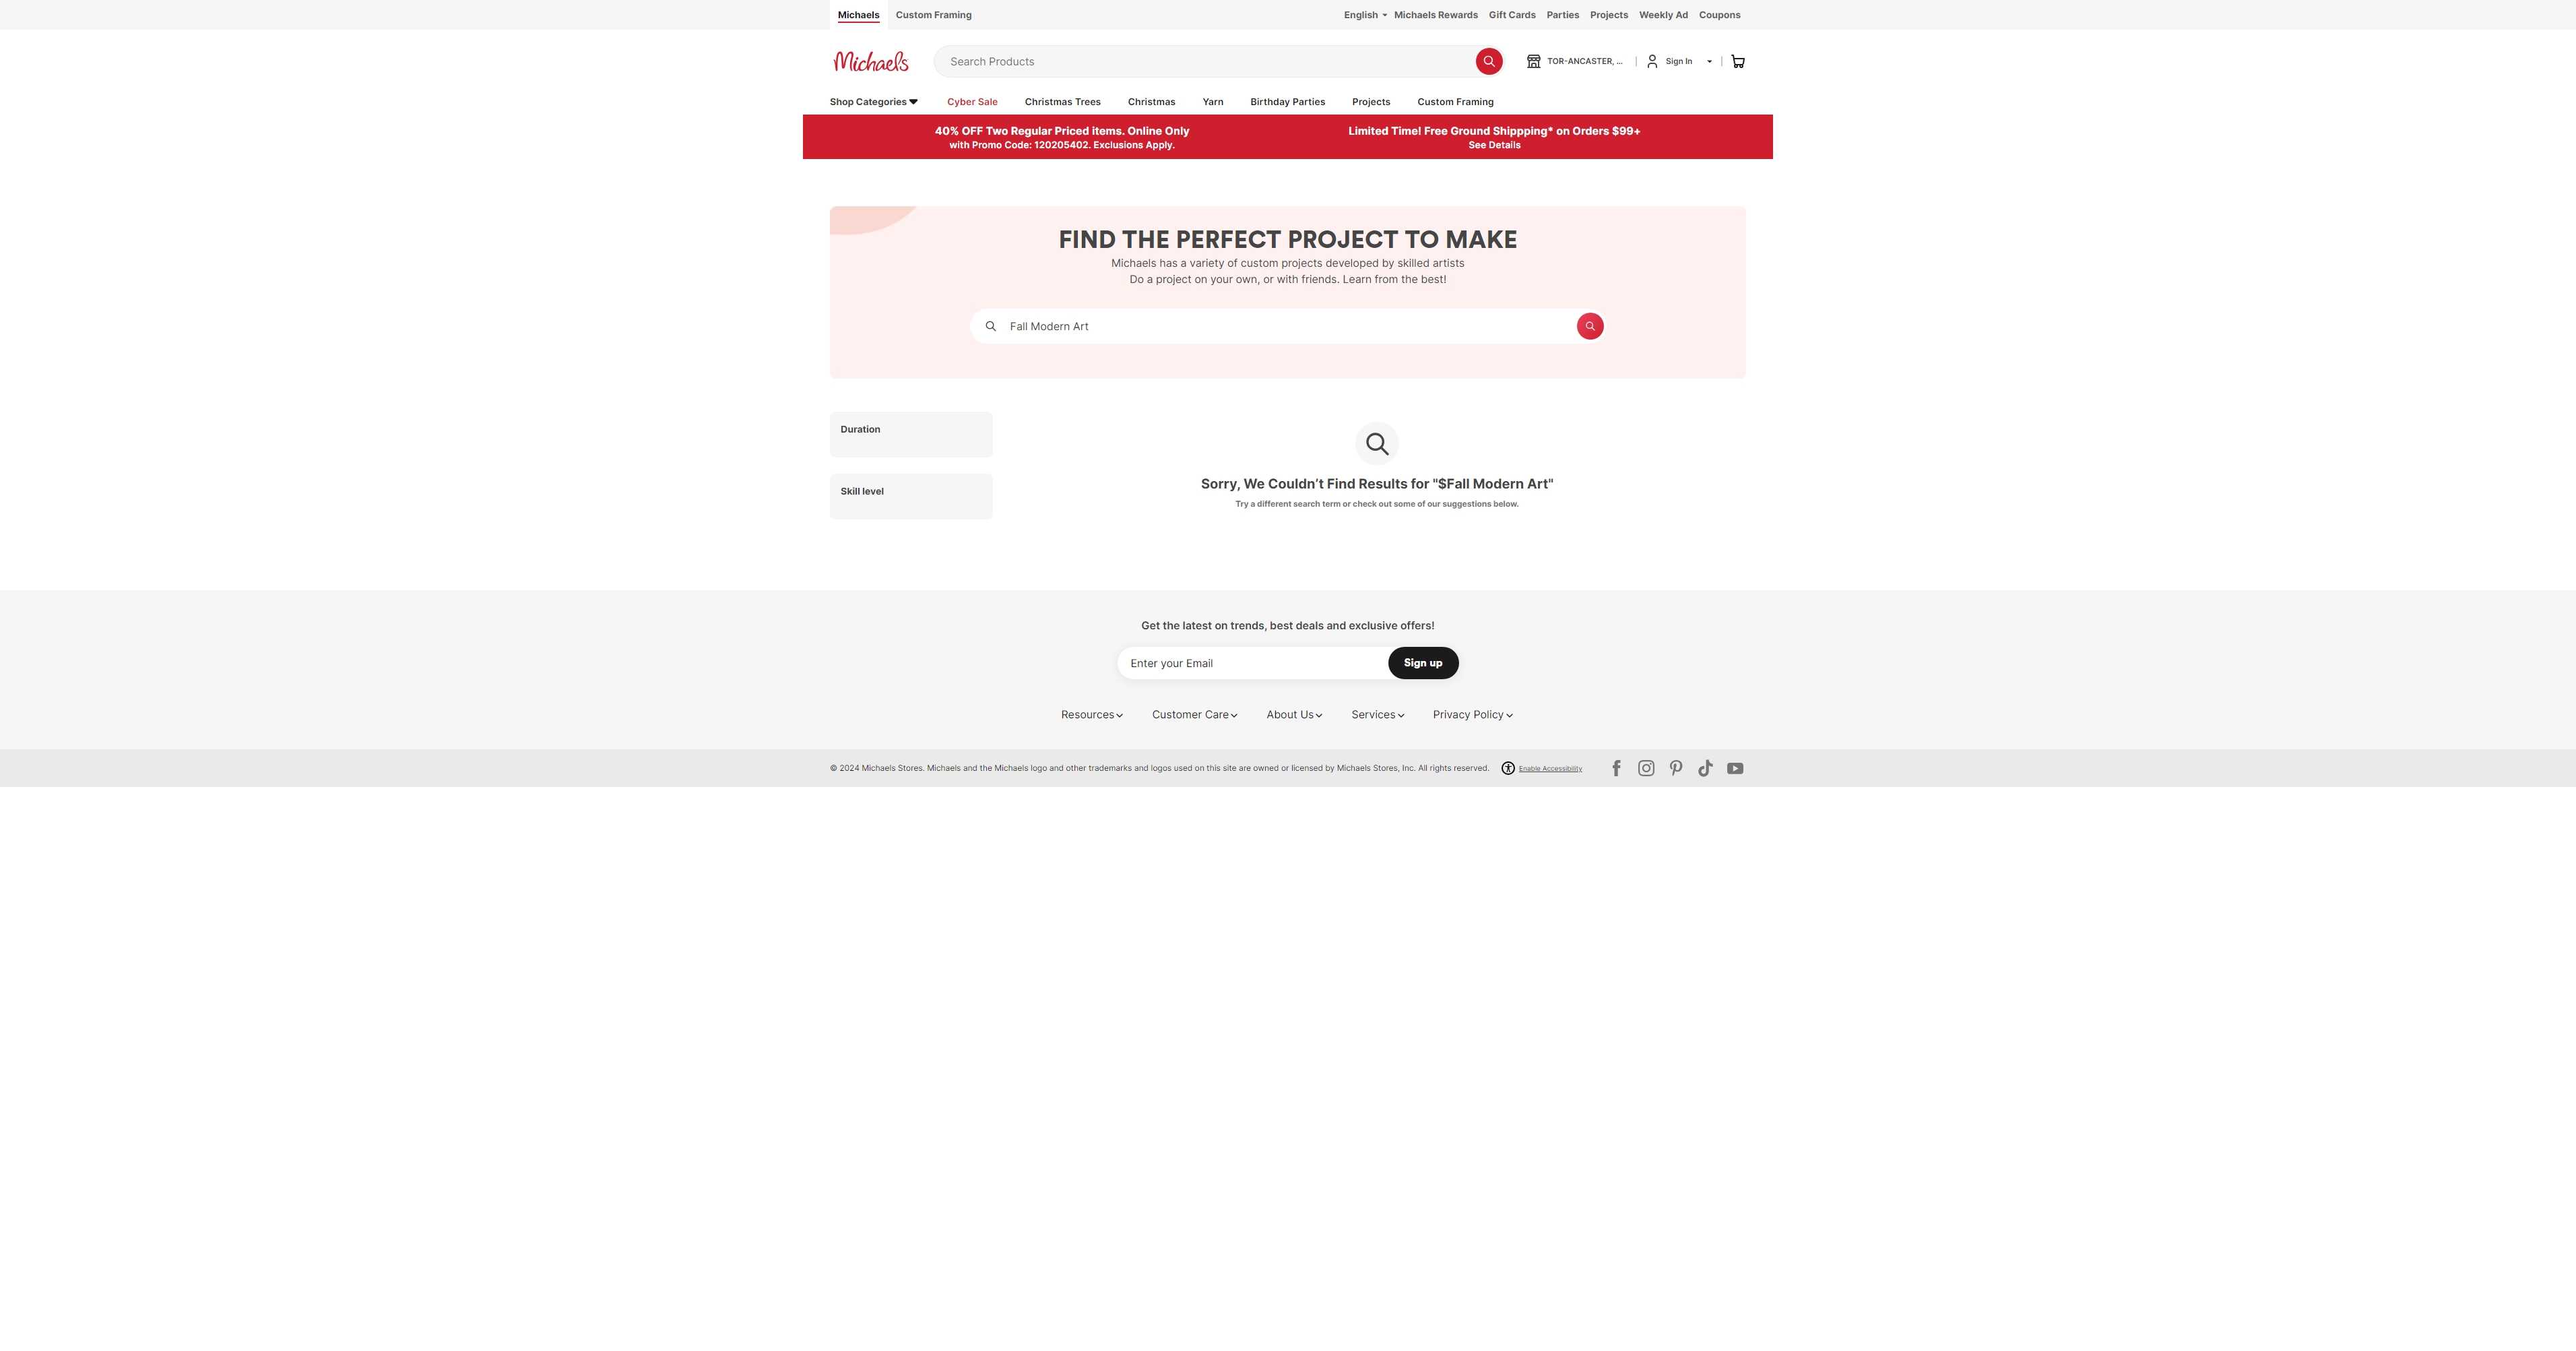 Michaels
Custom Framing
English
Michaels Rewards
Gift Cards
Parties
Projects
Weekly Ad
Coupons
Michaels
Search Products
TOR-ANCASTER, ...
Sign In
Shop Categories
Cyber Sale
Christmas Trees
Christmas
Yarn
Birthday Parties
Projects
Custom Framing
40% OFF Two Regular Priced items. Online Only
with Promo Code: 120205402. Exclusions Apply.
Limited Time! Free Ground Shippping* on Orders $99+
See Details
FIND THE PERFECT PROJECT TO MAKE
Michaels has a variety of custom projects developed by skilled artists
Do a project on your own, or with friends. Learn from the best!
Fall Modern Art
Duration
Skill level
Sorry, We Couldn't Find Results for "$Fall Modern Art"
Try a different search term or check out some of our suggestions below.
Get the latest on trends, best deals and exclusive offers!
Enter your Email
Sign up
Resources
Customer Care
About Us
Services
Privacy Policy
© 2024 Michaels Stores. Michaels and the Michaels logo and other trademarks and logos used on this site are owned or licensed by Michaels Stores, Inc. All rights reserved.
Enable Accessibility